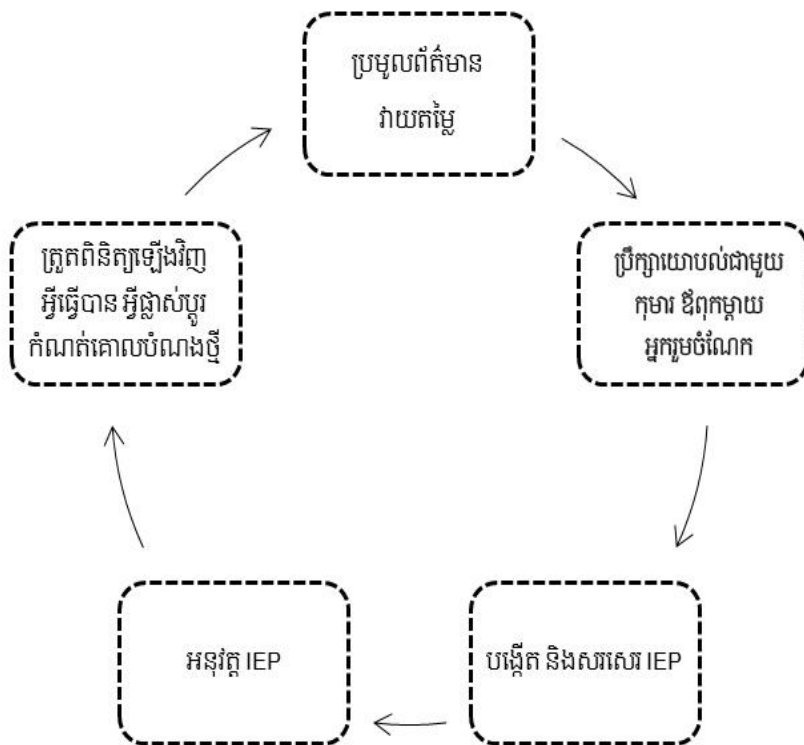 ប្រមូលព័ត៌មាន
វាយតម្លៃ
ប្រឹក្សាយោបល់ជាមួយ
កុមារ ឪពុកម្ដាយ
អ្នករួមចំណែក
បង្កើត និងសរសេរ IEP
អនុវត្ត IEP
ត្រួតពិនិត្យឡើងវិញ
អ្វីធ្វើបាន អ្វីផ្លាស់ប្ដូរ
កំណត់គោលបំណងថ្មី